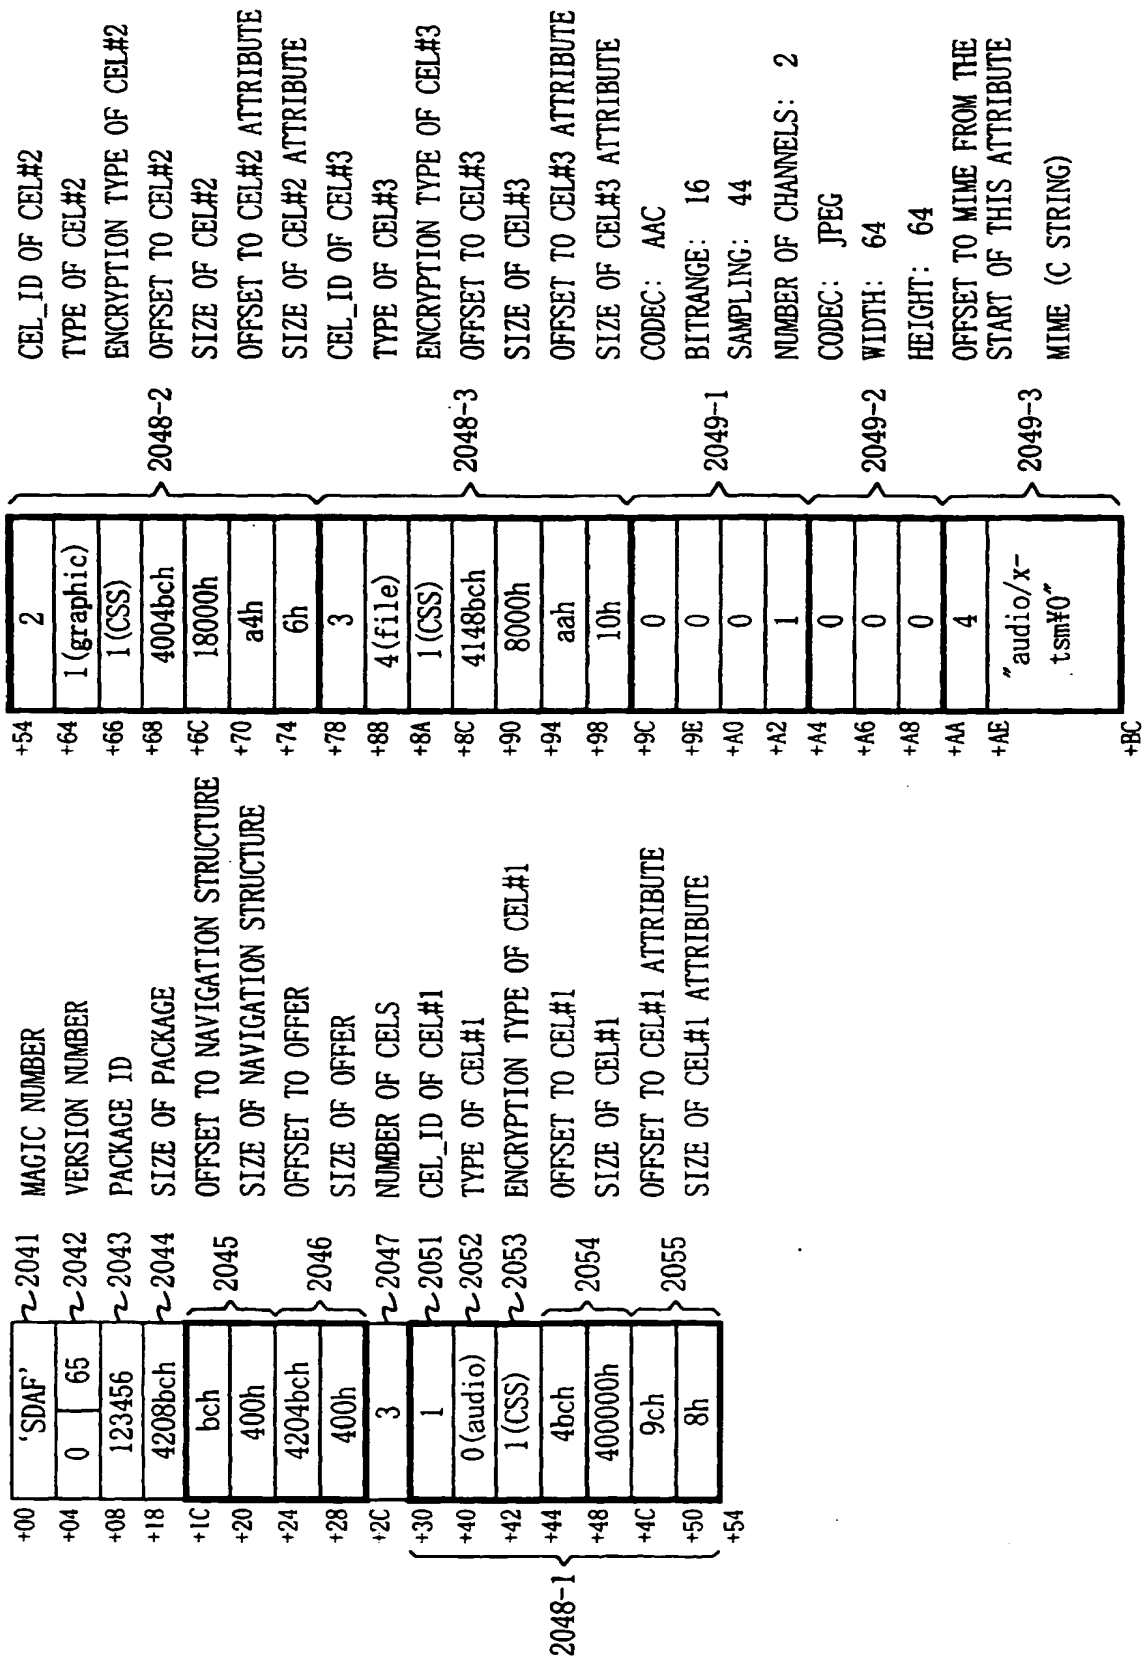 +00 'SDAF' 2041 MAGIC NUMBER
+04 0 65 2042 VERSION NUMBER
+08 123456 2043 PACKAGE ID
+18 4208bch 2044 SIZE OF PACKAGE
+1C bch OFFSET TO NAVIGATION STRUCTURE
2045
+20 400h SIZE OF NAVIGATION STRUCTURE
+24 4204bch OFFSET TO OFFER
2046
+28 400h SIZE OF OFFER
+2C 3 2047 NUMBER OF CELS
+30 1 2051 CEL_ID OF CEL#1
+40 0(audio) 2052 TYPE OF CEL#1
+42 1(CSS) 2053 ENCRYPTION TYPE OF CEL#1
+44 4bch OFFSET TO CEL#1
2054
+48 400000h SIZE OF CEL#1
+4C 9ch OFFSET TO CEL#1 ATTRIBUTE
2055
+50 8h SIZE OF CEL#1 ATTRIBUTE
+54
2048-1
+54 2 CEL_ID OF CEL#2
+64 1(graphic) TYPE OF CEL#2
+66 1(CSS) ENCRYPTION TYPE OF CEL#2
+68 4004bch OFFSET TO CEL#2
2048-2
+6C 18000h SIZE OF CEL#2
+70 a4h OFFSET TO CEL#2 ATTRIBUTE
+74 6h SIZE OF CEL#2 ATTRIBUTE
+78 3 CEL_ID OF CEL#3
+88 4(file) TYPE OF CEL#3
+8A 1(CSS) ENCRYPTION TYPE OF CEL#3
+8C 4148bch OFFSET TO CEL#3
2048-3
+90 8000h SIZE OF CEL#3
+94 aah OFFSET TO CEL#3 ATTRIBUTE
+98 10h SIZE OF CEL#3 ATTRIBUTE
+9C 0 CODEC: AAC
+9E 0 BITRANGE: 16
2049-1
+A0 0 SAMPLING: 44
+A2 1 NUMBER OF CHANNELS: 2
+A4 0 CODEC: JPEG
+A6 0 2049-2 WIDTH: 64
+A8 0 HEIGHT: 64
+AA 4 OFFSET TO MIME FROM THE
START OF THIS ATTRIBUTE
+AE "audio/x-
tsm¥0" 2049-3 MIME (C STRING)
+BC